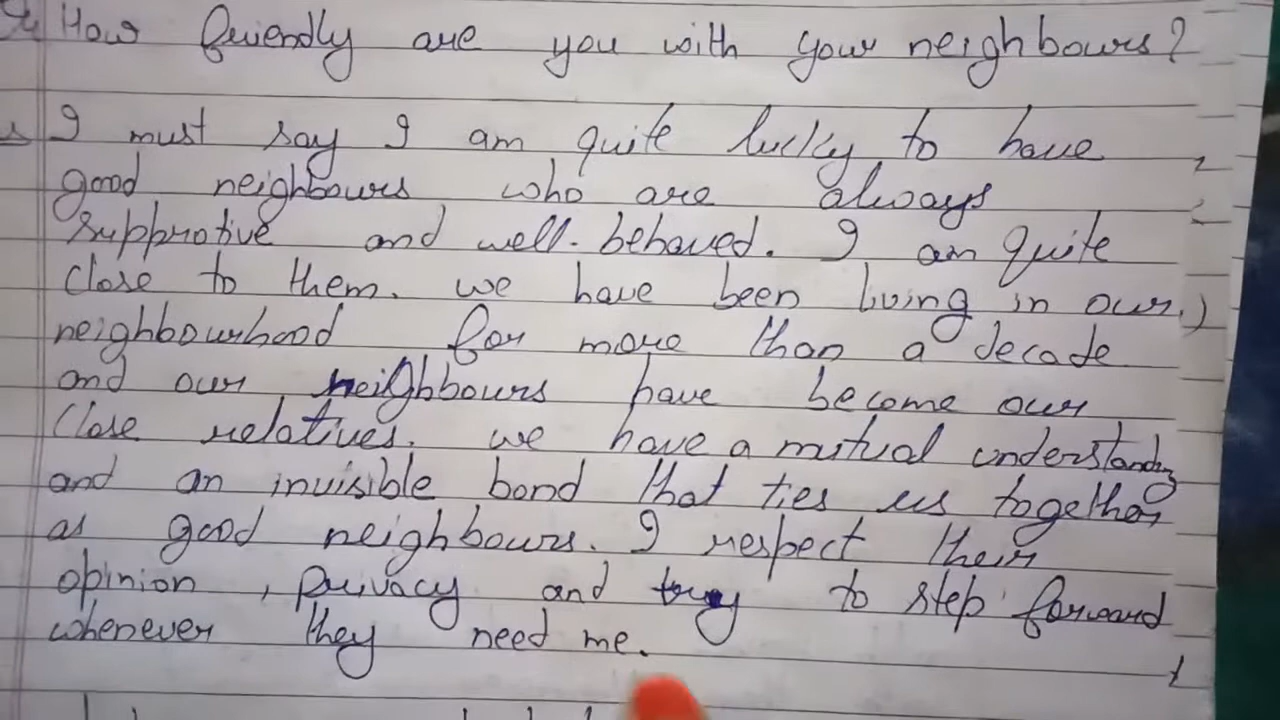 How friendly are you with your neighbours?
I must say I am quite lucky to have
good neighbours who are always
supprotive and well-behaved. I am quite
close to them. we have been living in our
neighbourhood for more than a decade
and our neighbours have become our
close relatives. we have a mutual understanding
and an invisible bond that ties us together
as good neighbours. I respect their
opinion, privacy and try to step forward
whenever they need me.